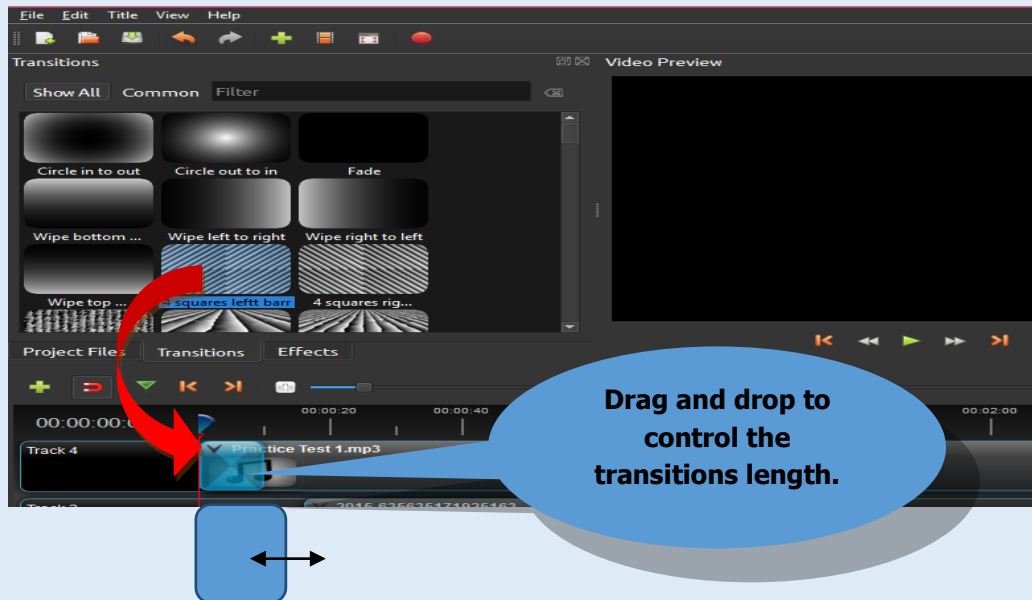 File Edit Title View Help
Transitions
Video Preview
Show All Common Filter
Circle in to out Circle out to in Fade
Wipe bottom ... Wipe left to right Wipe right to left
Wipe top ... squares leftt barr 4 squares rig...
Project Files Transitions Effects
00:00:20 00:00:40 00:02:00
00:00:00:
Drag and drop to
control the
transitions length.
Track 4 Practice Test 1.mp3